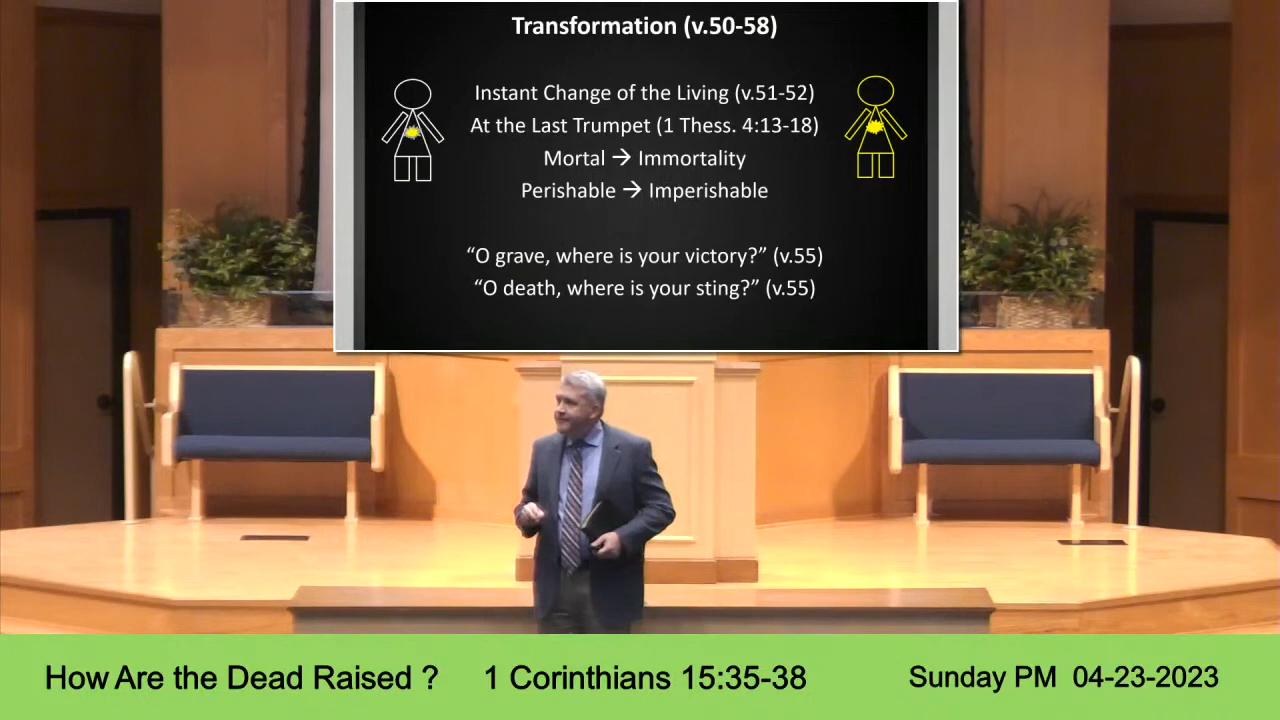 Transformation (v.50-58)
Instant Change of the Living (v.51-52)
At the Last Trumpet (1 Thess. 4:13-18)
Mortal → Immortality
Perishable → Imperishable
“O grave, where is your victory?” (v.55)
“O death, where is your sting?” (v.55)
How Are the Dead Raised ? 1 Corinthians 15:35-38 Sunday PM 04-23-2023